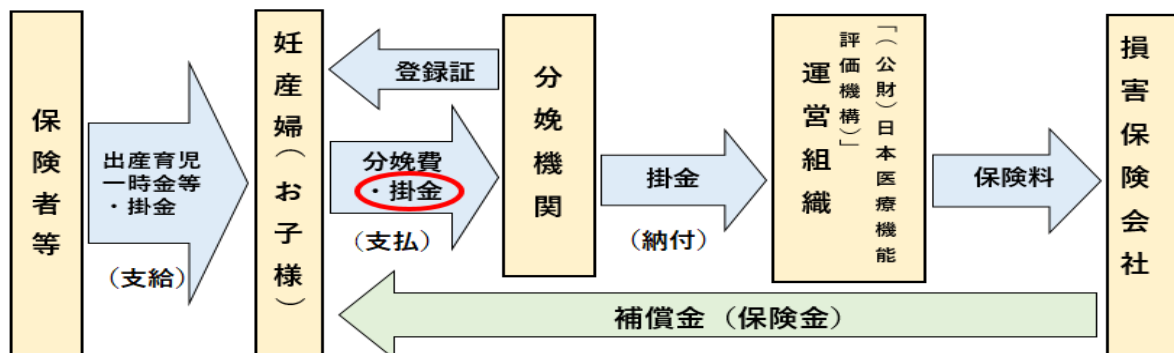 保険者等
出産育児
一時金等
・掛金
（支給）
妊産婦（お子様）
登録証
分娩費
・掛金
（支払）
分娩機関
掛金
（納付）
運営組織
「（公財）日本医療機能
評価機構）」
保険料
損害保険会社
補償金（保険金）